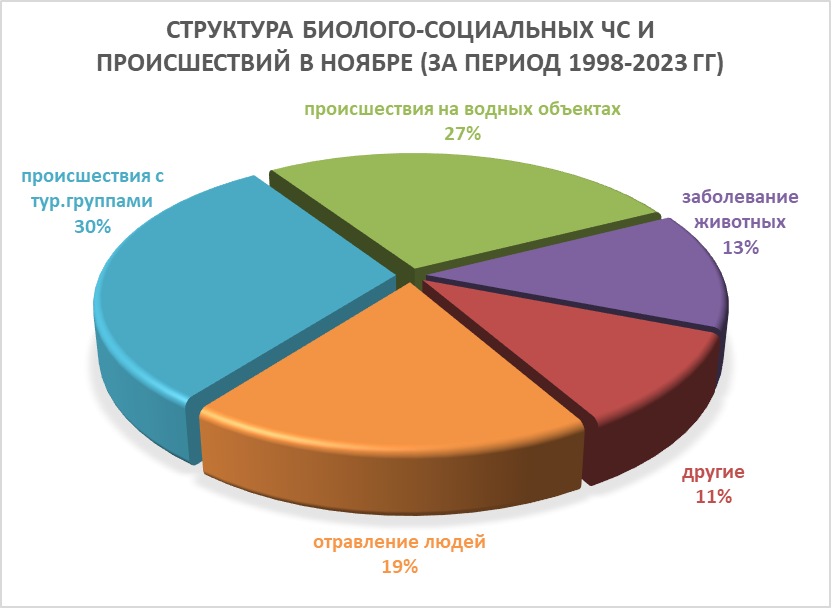 СТРУКТУРА БИОЛОГО-СОЦИАЛЬНЫХ ЧС И
ПРОИСШЕСТВИЙ В НОЯБРЕ (ЗА ПЕРИОД 1998-2023 ГГ)
происшествия на водных объектах
27%
происшествия с
тур.группами
30%
заболевание
животных
13%
другие
11%
отравление людей
19%